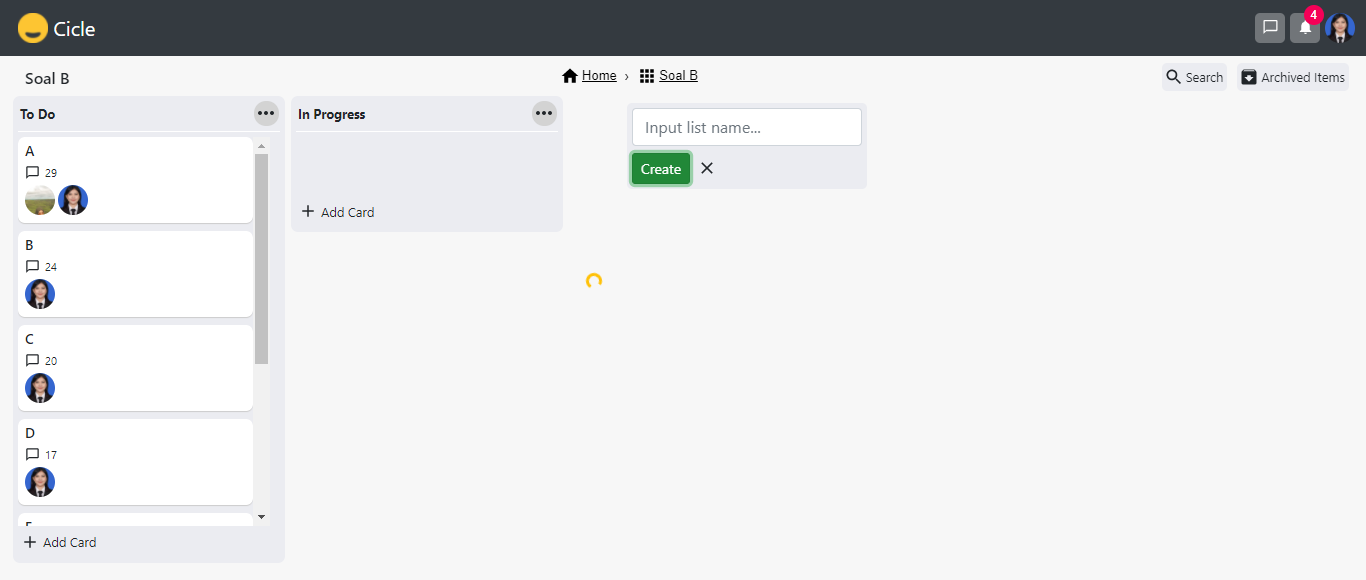 Cicle
4
Soal B
Home › Soal B
Search
Archived Items
To Do
A
29
B
24
C
20
D
17
Add Card
In Progress
Add Card
Input list name...
Create